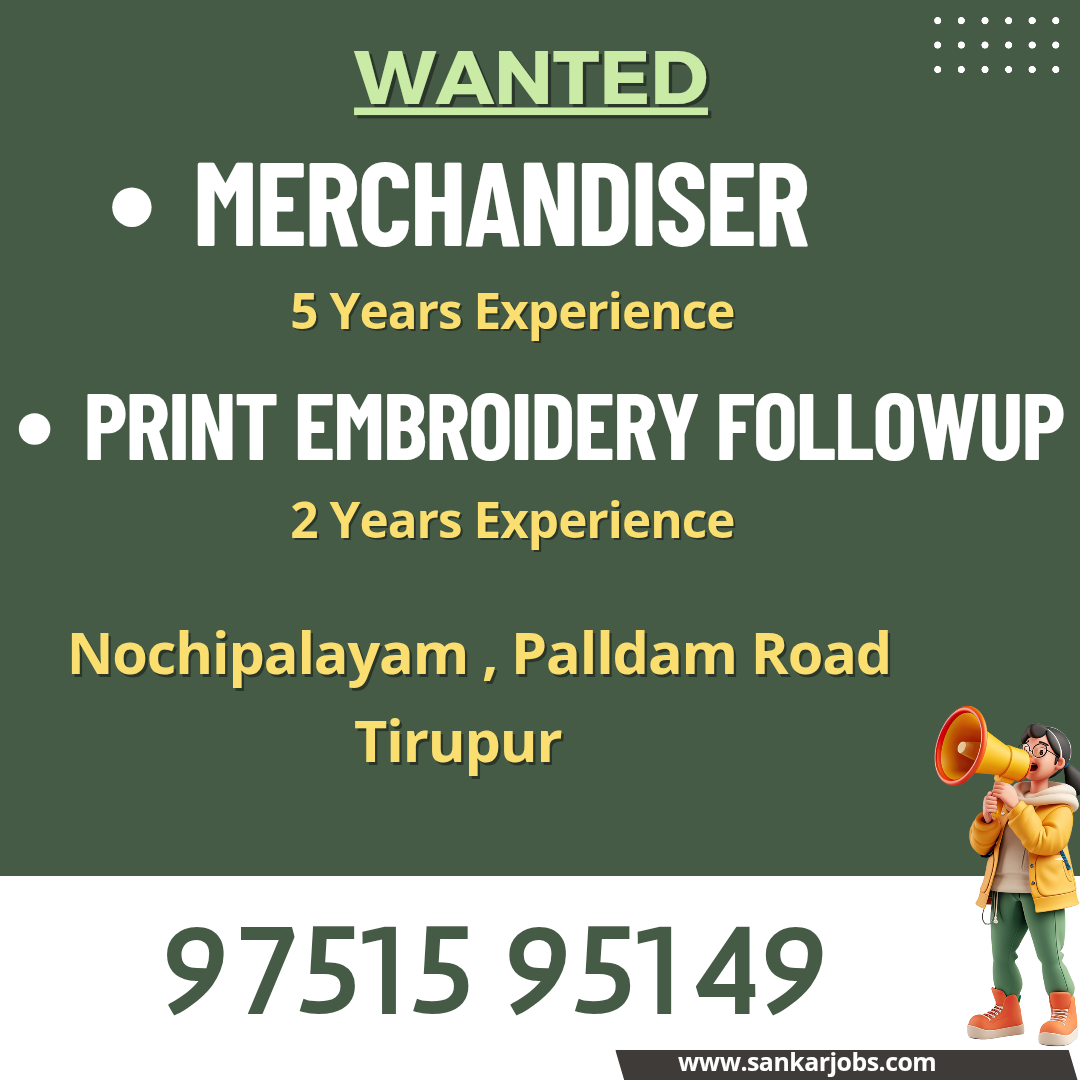 WANTED
• MERCHANDISER
5 Years Experience
• PRINT EMBROIDERY FOLLOWUP
2 Years Experience
Nochipalayam , Palldam Road
Tirupur
97515 95149
www.sankarjobs.com